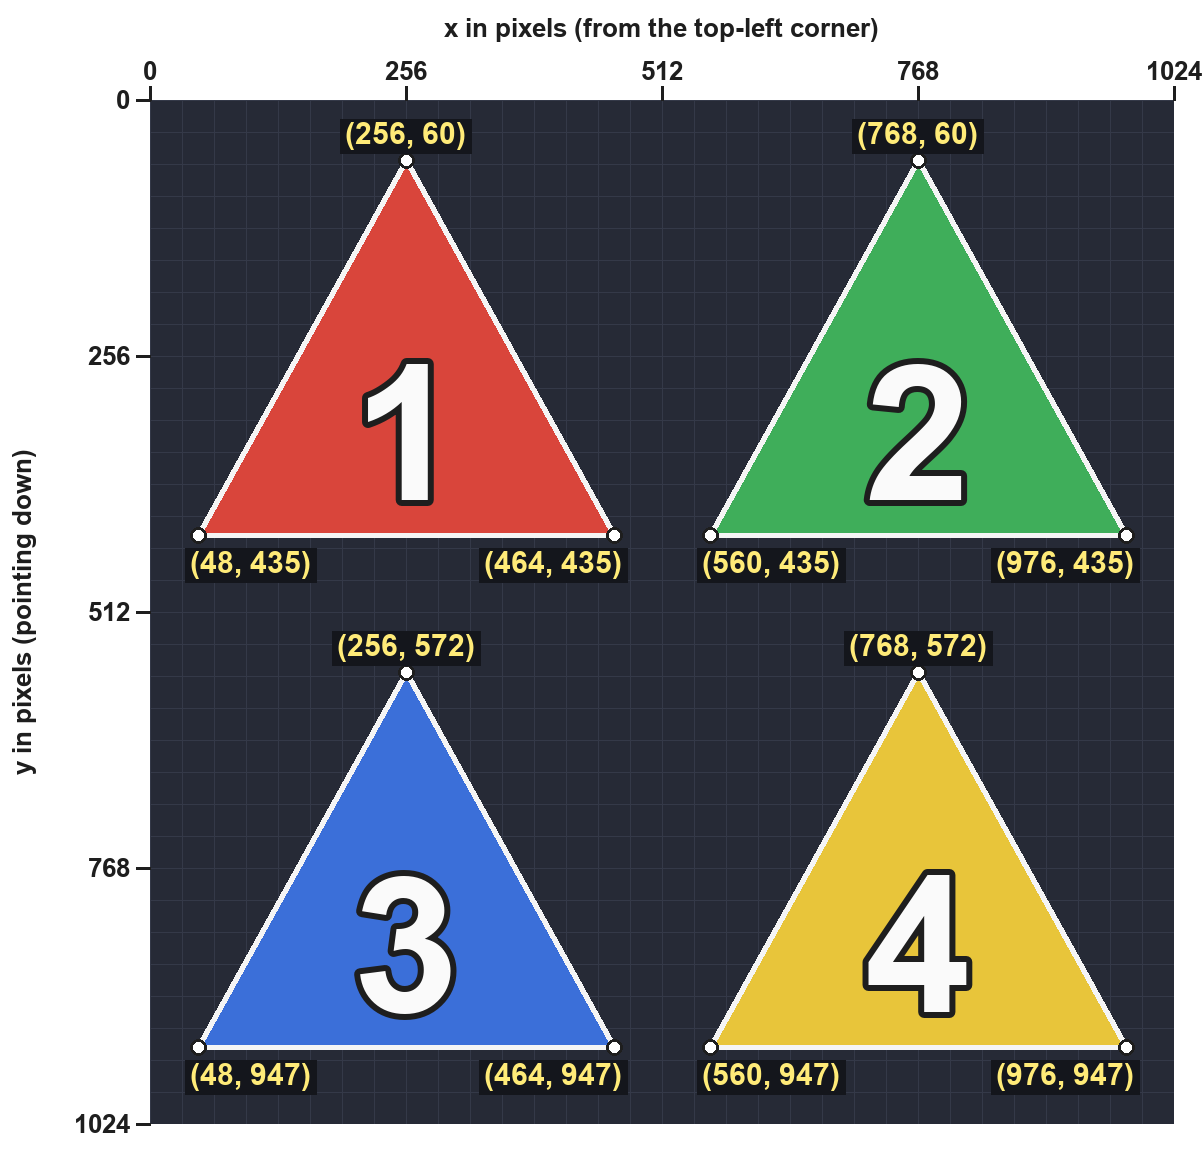 x in pixels (from the top-left corner)
0 256 512 768 1024
0
(256, 60) (768, 60)
256
1 2
(48, 435) (464, 435) (560, 435) (976, 435)
y in pixels (pointing down)
512
(256, 572) (768, 572)
768
3 4
(48, 947) (464, 947) (560, 947) (976, 947)
1024